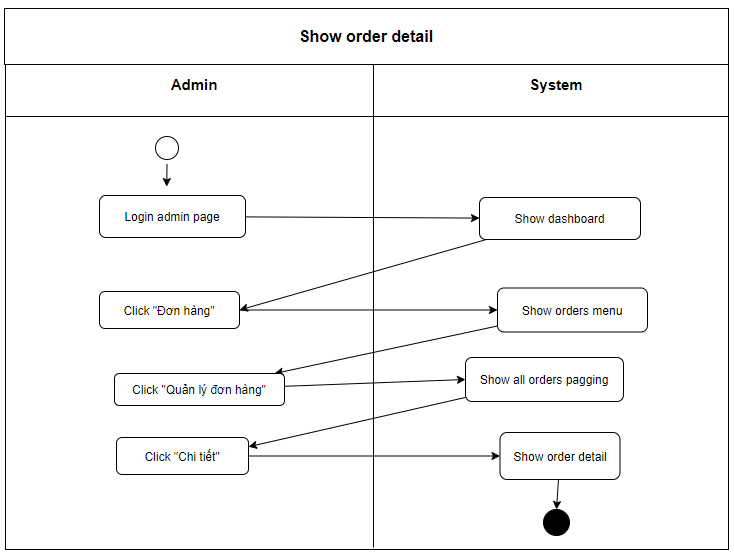 Show order detail
Admin
System
Login admin page
Show dashboard
Click "Đơn hàng"
Show orders menu
Click "Quản lý đơn hàng"
Show all orders pagging
Click "Chi tiết"
Show order detail